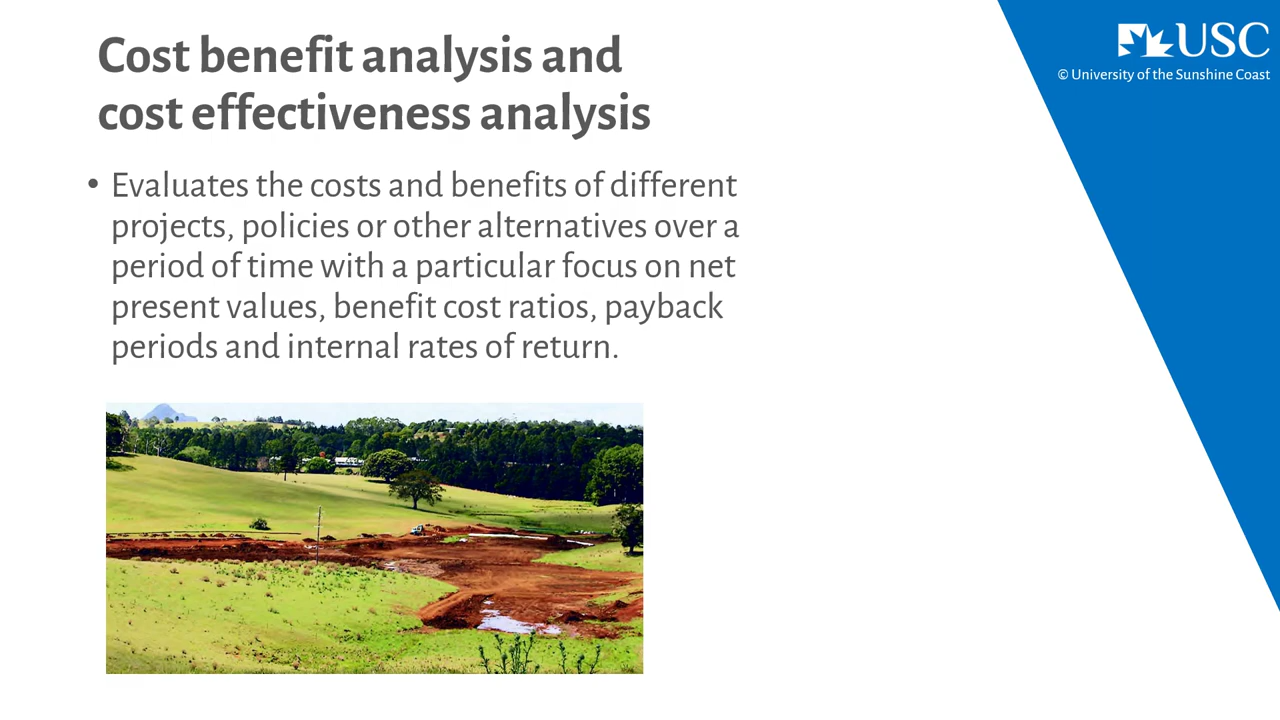 Cost benefit analysis and
cost effectiveness analysis
USC
© University of the Sunshine Coast
• Evaluates the costs and benefits of different
projects, policies or other alternatives over a
period of time with a particular focus on net
present values, benefit cost ratios, payback
periods and internal rates of return.